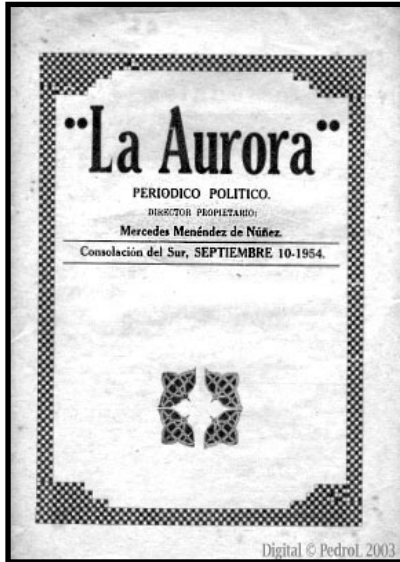 "La Aurora"
PERIODICO POLITICO.
DIRECTOR PROPIETARIO:
Mercedes Menéndez de Núñez.
Consolación del Sur, SEPTIEMBRE 10-1954.
Digital © PedroL 2003